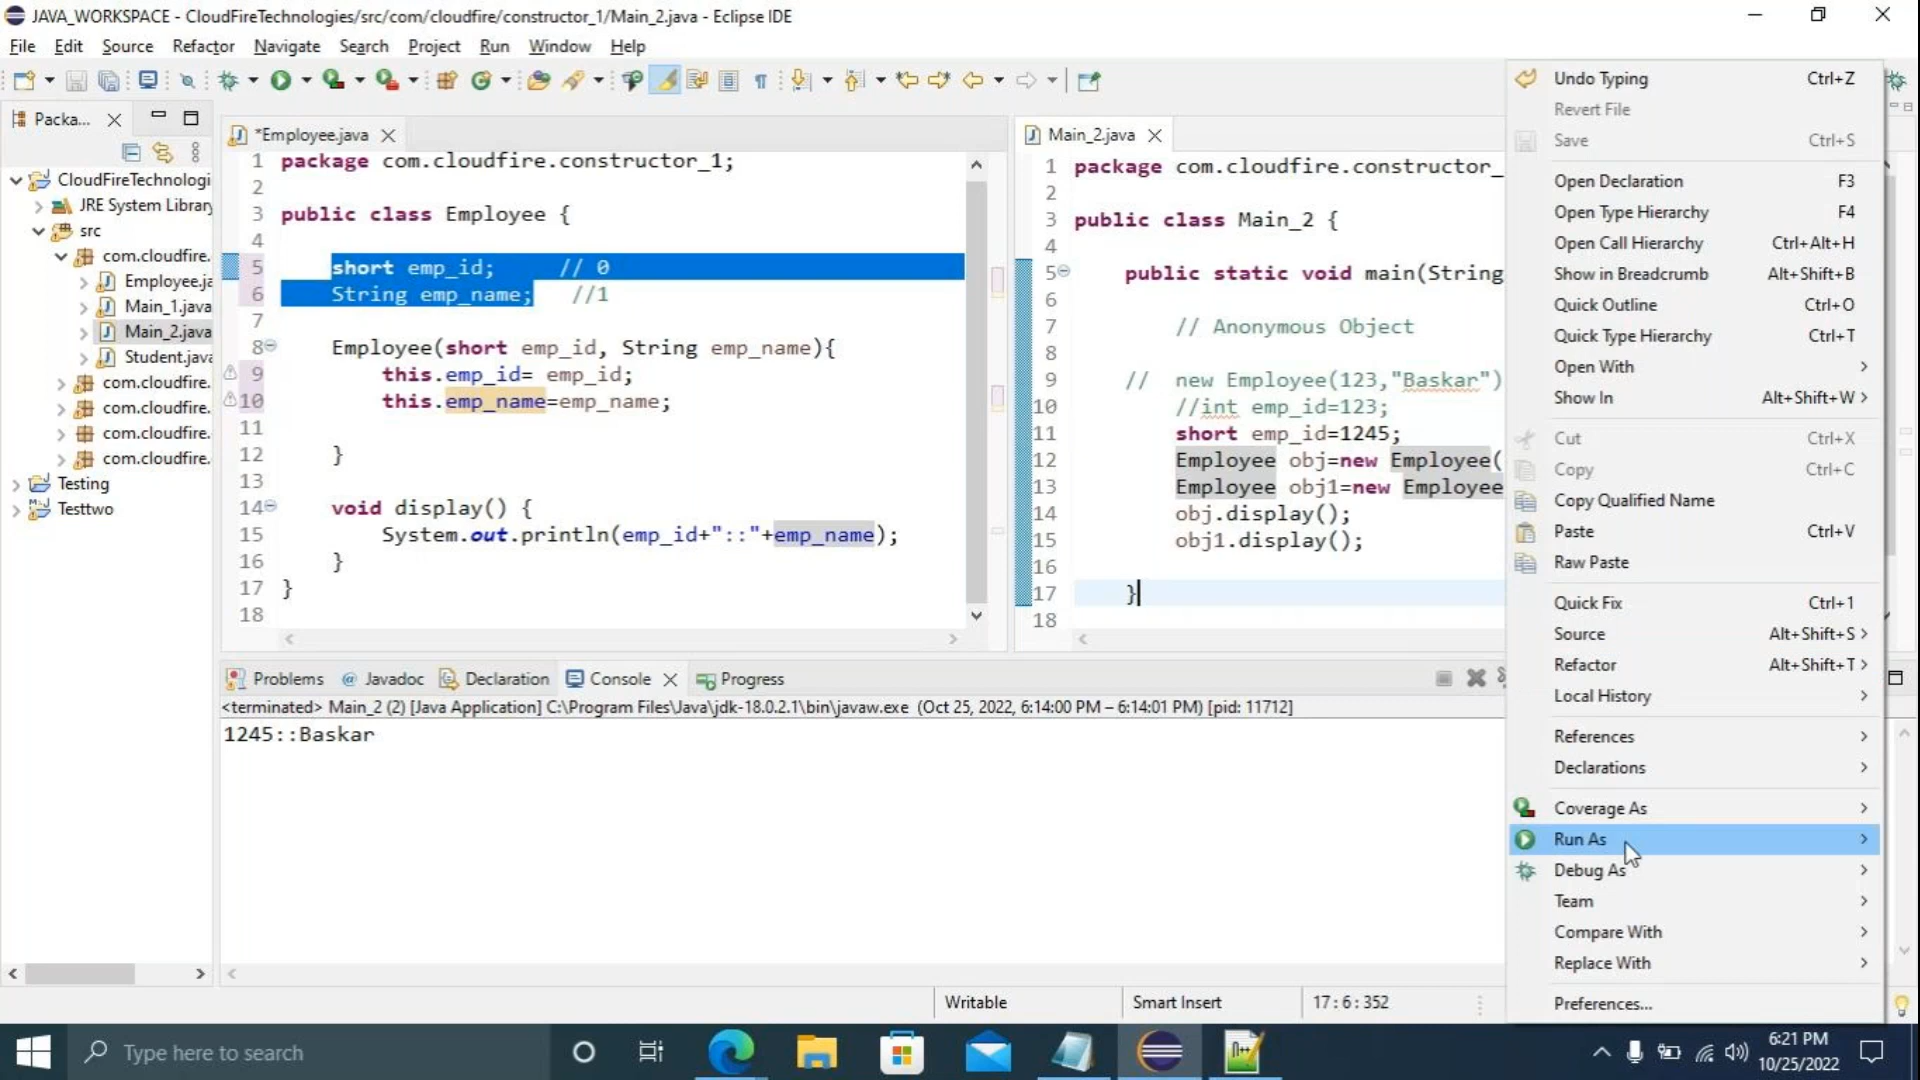 JAVA_WORKSPACE - CloudFireTechnologies/src/com/cloudfire/constructor_1/Main_2.java - Eclipse IDE
File Edit Source Refactor Navigate Search Project Run Window Help
Packa...
CloudFireTechnologi
JRE System Library
src
com.cloudfire.
Employee.ja
Main_1.java
Main_2.java
Student.java
com.cloudfire.
com.cloudfire.
com.cloudfire.
com.cloudfire.
Testing
Testtwo
*Employee.java
1 package com.cloudfire.constructor_1;
2
3 public class Employee {
4
5 short emp_id; // 0
6 String emp_name; //1
7
8 Employee(short emp_id, String emp_name){
9 this.emp_id= emp_id;
10 this.emp_name=emp_name;
11
12 }
13
14 void display() {
15 System.out.println(emp_id+"::"+emp_name);
16 }
17 }
18
Main_2.java
1 package com.cloudfire.constructor_
2
3 public class Main_2 {
4
5 public static void main(String
6
7 // Anonymous Object
8
9 // new Employee(123,"Baskar")
10 //int emp_id=123;
11 short emp_id=1245;
12 Employee obj=new Employee(
13 Employee obj1=new Employee
14 obj.display();
15 obj1.display();
16
17 }
18
Problems Javadoc Declaration Console Progress
<terminated> Main_2 (2) [Java Application] C:\Program Files\Java\jdk-18.0.2.1\bin\javaw.exe (Oct 25, 2022, 6:14:00 PM – 6:14:01 PM) [pid: 11712]
1245::Baskar
Undo Typing Ctrl+Z
Revert File
Save Ctrl+S
Open Declaration F3
Open Type Hierarchy F4
Open Call Hierarchy Ctrl+Alt+H
Show in Breadcrumb Alt+Shift+B
Quick Outline Ctrl+O
Quick Type Hierarchy Ctrl+T
Open With
Show In Alt+Shift+W
Cut Ctrl+X
Copy Ctrl+C
Copy Qualified Name
Paste Ctrl+V
Raw Paste
Quick Fix Ctrl+1
Source Alt+Shift+S
Refactor Alt+Shift+T
Local History
References
Declarations
Coverage As
Run As
Debug As
Team
Compare With
Replace With
Preferences...
Writable Smart Insert 17 : 6 : 352
Type here to search
6:21 PM
10/25/2022